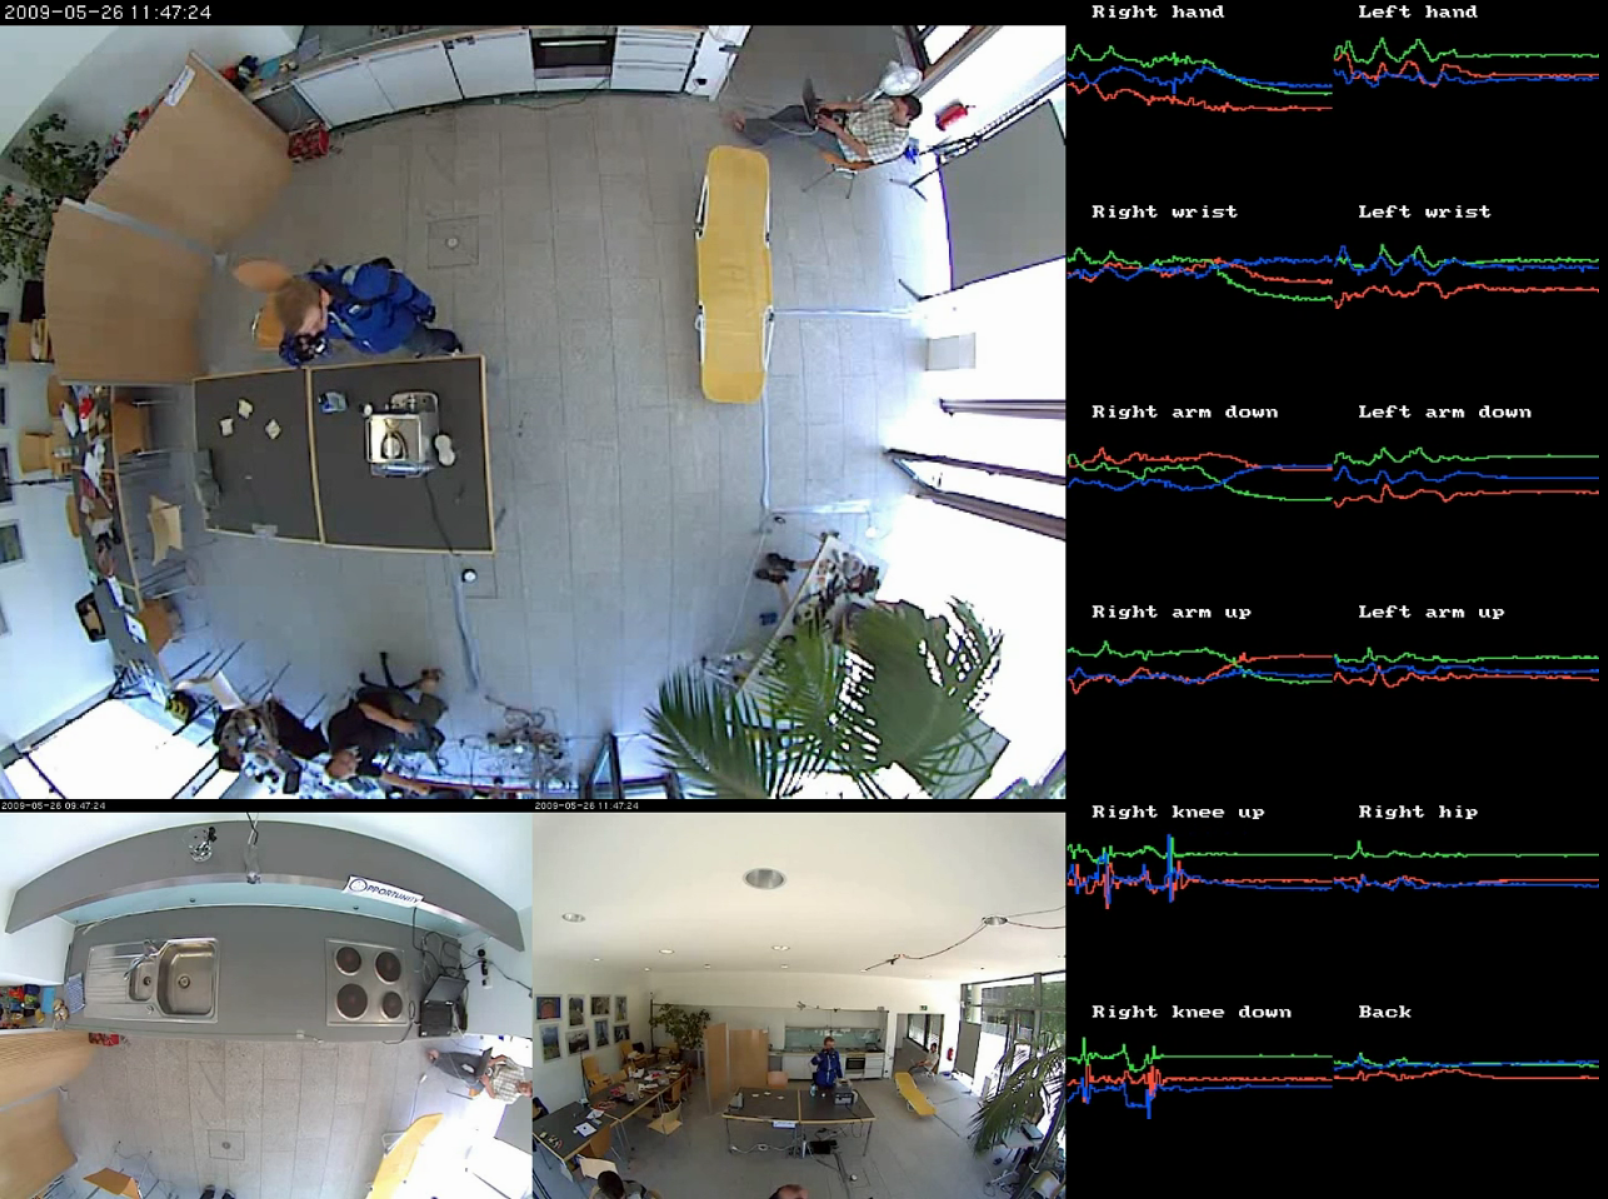 2009-05-26 11:47:24
Right hand
Left hand
Right wrist
Left wrist
Right arm down
Left arm down
Right arm up
Left arm up
2009-05-26 09:47:24
2009-05-26 11:47:24
Right knee up
Right hip
OPPORTUNITY
Right knee down
Back